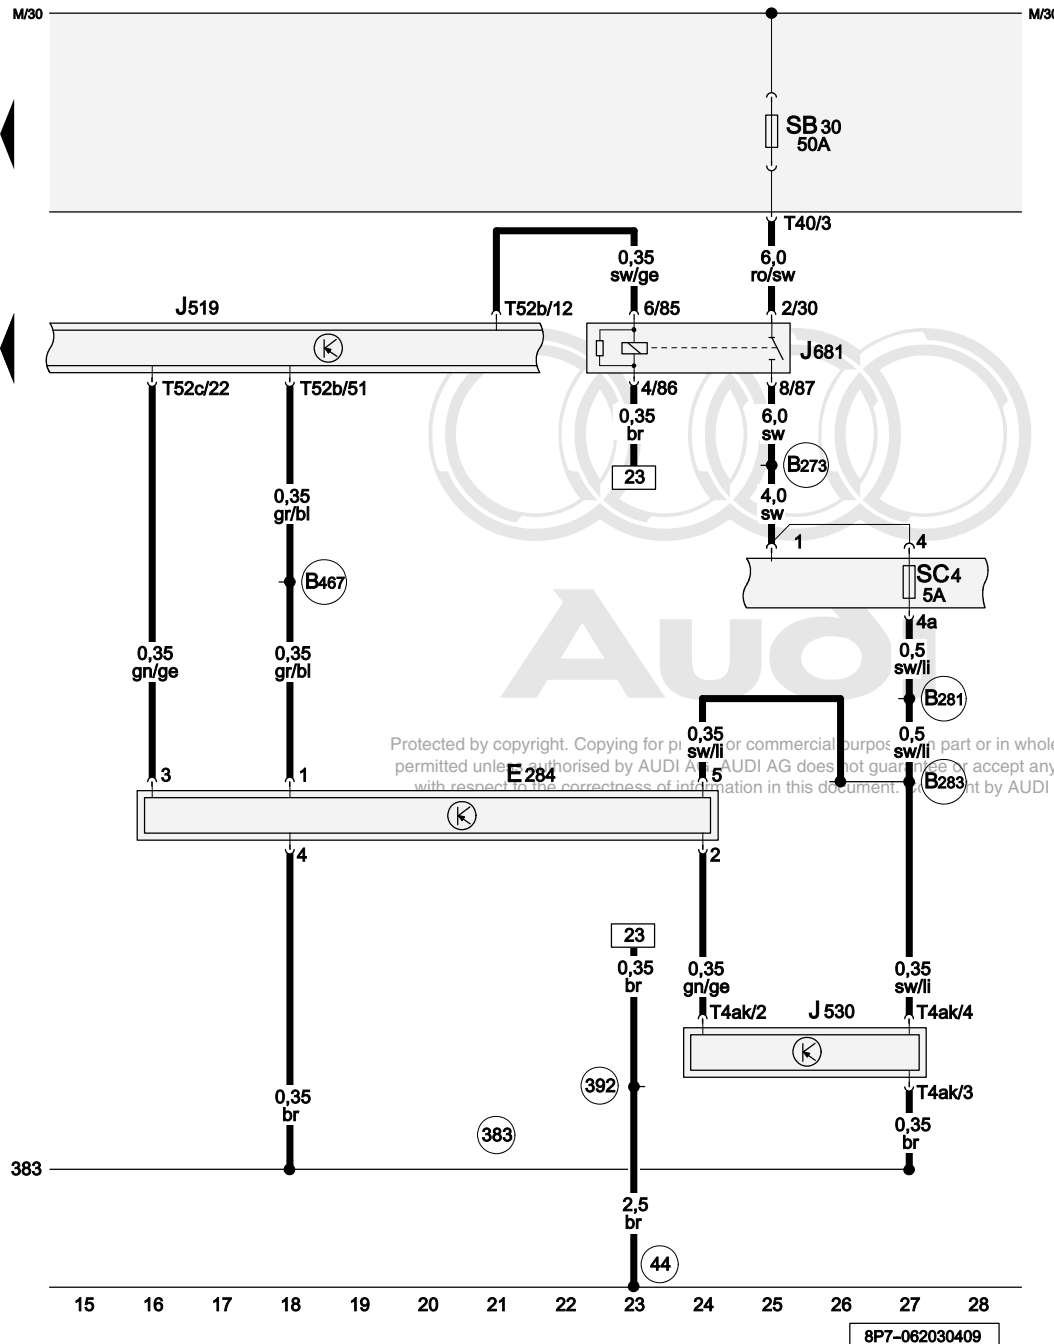 M/30
M/30
SB 30
50A
T40/3
0,35
sw/ge
6,0
ro/sw
J519
T52b/12
6/85
2/30
J681
T52c/22
T52b/51
4/86
8/87
0,35
br
6,0
sw
23
B273
4,0
sw
0,35
gr/bl
1
4
B467
SC4
5A
4a
0,35
gn/ge
0,35
gr/bl
0,5
sw/li
Audi
B281
0,35
sw/li
0,5
sw/li
Protected by copyright. Copying for or commercial in part or in whole
permitted unless authorised by AUDI AUDI AG does not guarantee or accept any
with respect to the correctness of information in this document. by AUDI
3
1
E284
5
B283
4
2
23
0,35
br
0,35
gn/ge
0,35
sw/li
T4ak/2
J530
T4ak/4
392
T4ak/3
0,35
br
383
0,35
br
383
2,5
br
44
15 16 17 18 19 20 21 22 23 24 25 26 27 28
8P7-062030409